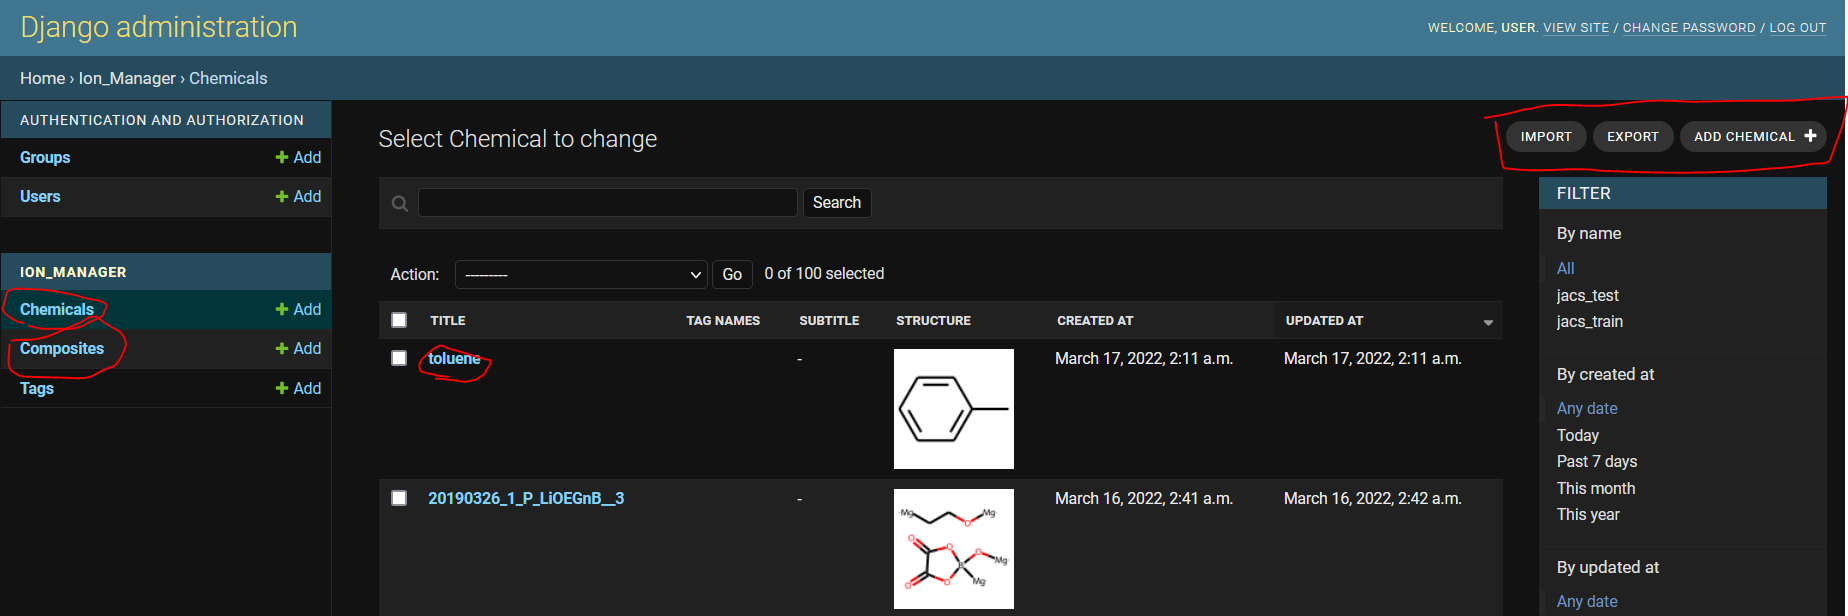 Django administration
WELCOME, USER. VIEW SITE / CHANGE PASSWORD / LOG OUT
Home › Ion_Manager › Chemicals
AUTHENTICATION AND AUTHORIZATION
Groups + Add
Users + Add
ION_MANAGER
Chemicals + Add
Composites + Add
Tags + Add
Select Chemical to change
IMPORT EXPORT ADD CHEMICAL +
Search
Action: --------- Go 0 of 100 selected
TITLE TAG NAMES SUBTITLE STRUCTURE CREATED AT UPDATED AT
toluene - March 17, 2022, 2:11 a.m. March 17, 2022, 2:11 a.m.
20190326_1_P_LiOEGnB__3 - March 16, 2022, 2:41 a.m. March 16, 2022, 2:42 a.m.
Mg O Mg
O O O Mg
B
O O Mg
FILTER
By name
All
jacs_test
jacs_train
By created at
Any date
Today
Past 7 days
This month
This year
By updated at
Any date